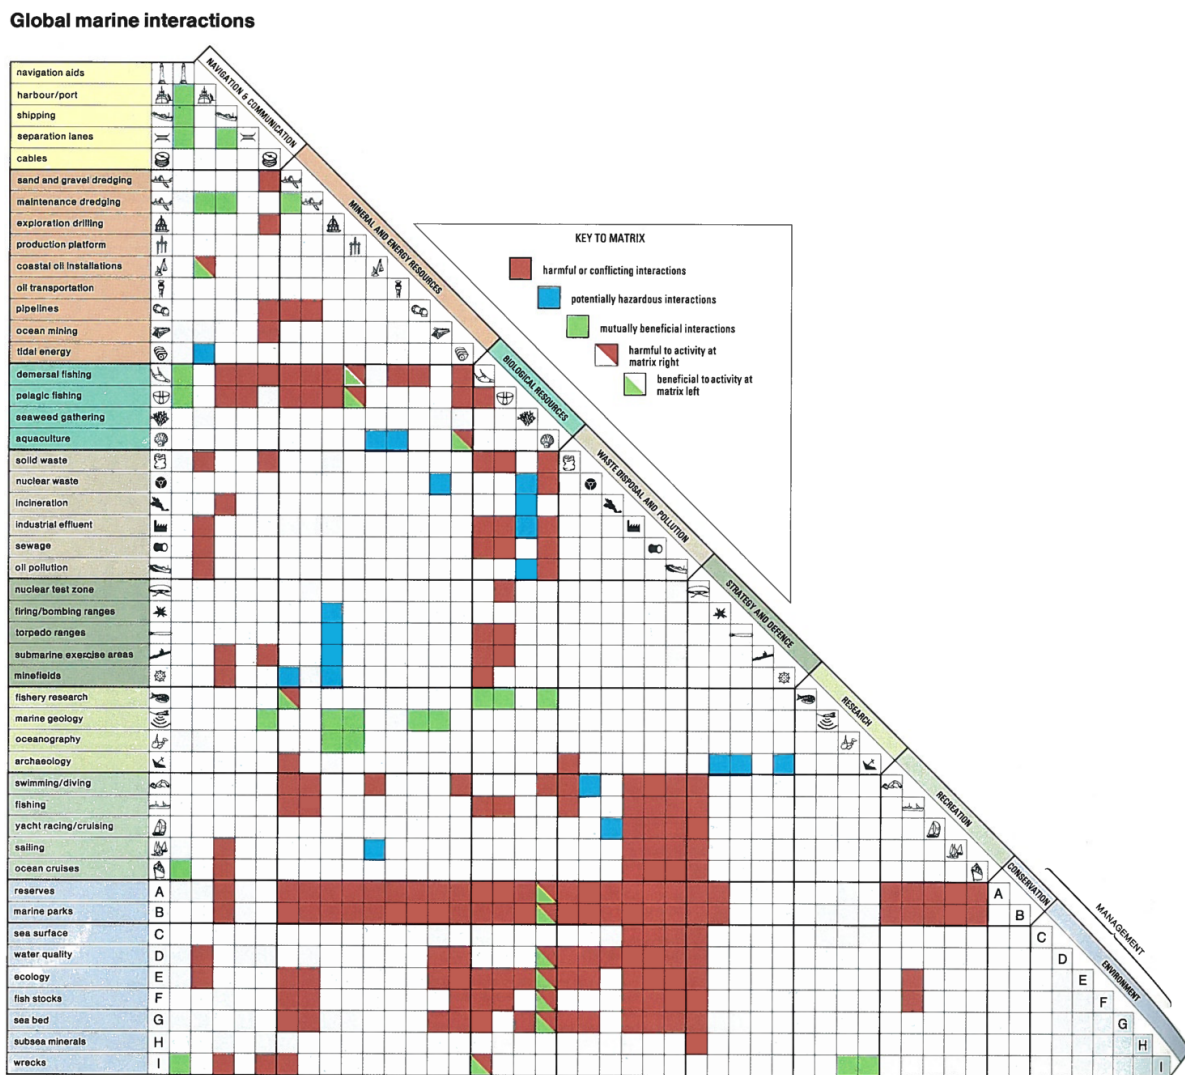 Global marine interactions
navigation aids
harbour/port
shipping
separation lanes
cables
sand and gravel dredging
maintenance dredging
exploration drilling
production platform
coastal oil installations
oil transportation
pipelines
ocean mining
tidal energy
demersal fishing
pelagic fishing
seaweed gathering
aquaculture
solid waste
nuclear waste
incineration
industrial effluent
sewage
oil pollution
nuclear test zone
firing/bombing ranges
torpedo ranges
submarine exercise areas
minefields
fishery research
marine geology
oceanography
archaeology
swimming/diving
fishing
yacht racing/cruising
sailing
ocean cruises
reserves A
marine parks B
sea surface C
water quality D
ecology E
fish stocks F
sea bed G
subsea minerals H
wrecks I
NAVIGATION & COMMUNICATION
MINERAL AND ENERGY RESOURCES
BIOLOGICAL RESOURCES
WASTE DISPOSAL AND POLLUTION
STRATEGY AND DEFENCE
RESEARCH
RECREATION
CONSERVATION
ENVIRONMENT
MANAGEMENT
KEY TO MATRIX
harmful or conflicting interactions
potentially hazardous interactions
mutually beneficial interactions
harmful to activity at
matrix right
beneficial to activity at
matrix left
A
B
C
D
E
F
G
H
I